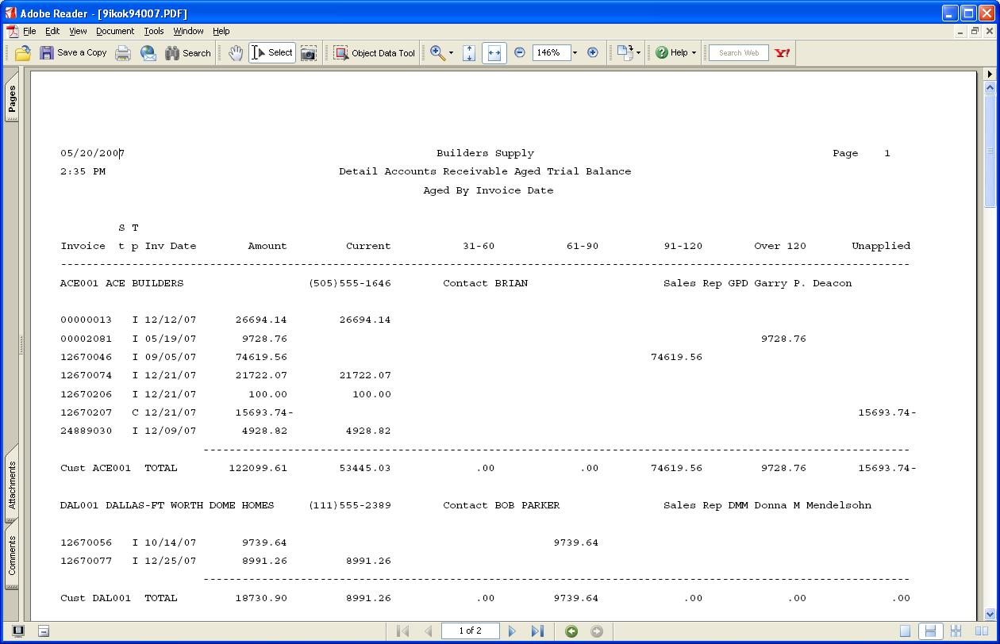 Adobe Reader - [9ikok94007.PDF]
File Edit View Document Tools Window Help
Save a Copy Search Select Object Data Tool 146% Help Search Web Y!
Pages
05/20/2007 Builders Supply Page 1
2:35 PM Detail Accounts Receivable Aged Trial Balance
Aged By Invoice Date
S T
Invoice t p Inv Date Amount Current 31-60 61-90 91-120 Over 120 Unapplied
ACE001 ACE BUILDERS (505)555-1646 Contact BRIAN Sales Rep GPD Garry P. Deacon
00000013 I 12/12/07 26694.14 26694.14
00002081 I 05/19/07 9728.76 9728.76
12670046 I 09/05/07 74619.56 74619.56
12670074 I 12/21/07 21722.07 21722.07
12670206 I 12/21/07 100.00 100.00
12670207 C 12/21/07 15693.74- 15693.74-
24889030 I 12/09/07 4928.82 4928.82
Cust ACE001 TOTAL 122099.61 53445.03 .00 .00 74619.56 9728.76 15693.74-
Attachments
DAL001 DALLAS-FT WORTH DOME HOMES (111)555-2389 Contact BOB PARKER Sales Rep DMM Donna M Mendelsohn
12670056 I 10/14/07 9739.64 9739.64
12670077 I 12/25/07 8991.26 8991.26
Comments
Cust DAL001 TOTAL 18730.90 8991.26 .00 9739.64 .00 .00 .00
1 of 2